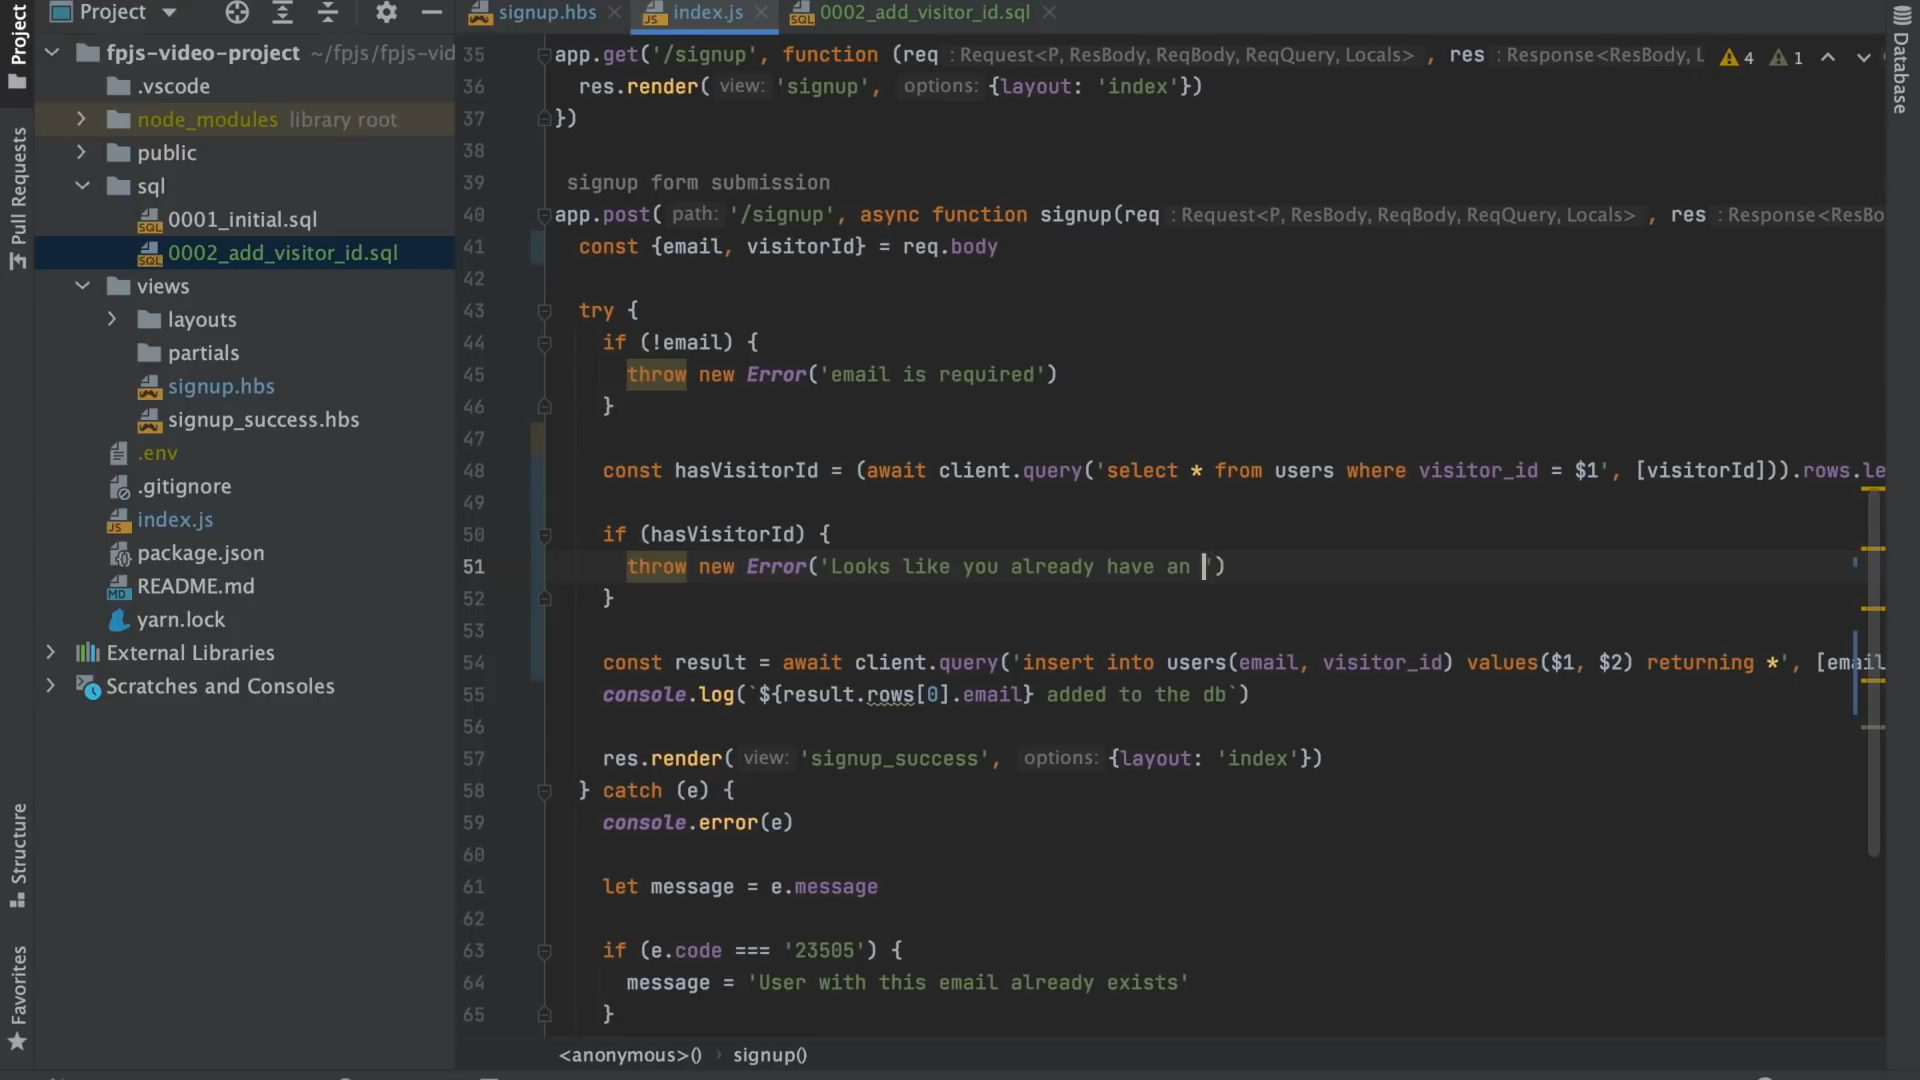 Project
signup.hbs
index.js
0002_add_visitor_id.sql
Project
Pull Requests
Structure
Favorites
Database
fpjs-video-project ~/fpjs/fpjs-vid
.vscode
node_modules library root
public
sql
0001_initial.sql
0002_add_visitor_id.sql
views
layouts
partials
signup.hbs
signup_success.hbs
.env
.gitignore
index.js
package.json
README.md
yarn.lock
External Libraries
Scratches and Consoles
4 1
35 app.get('/signup', function (req : Request<P, ResBody, ReqBody, ReqQuery, Locals> , res : Response<ResBody, L
36 res.render( view: 'signup', options: {layout: 'index'})
37 })
38
39 signup form submission
40 app.post( path: '/signup', async function signup(req : Request<P, ResBody, ReqBody, ReqQuery, Locals> , res : Response<ResBo
41 const {email, visitorId} = req.body
42
43 try {
44 if (!email) {
45 throw new Error('email is required')
46 }
47
48 const hasVisitorId = (await client.query('select * from users where visitor_id = $1', [visitorId])).rows.le
49
50 if (hasVisitorId) {
51 throw new Error('Looks like you already have an ')
52 }
53
54 const result = await client.query('insert into users(email, visitor_id) values($1, $2) returning *', [email
55 console.log(`${result.rows[0].email} added to the db`)
56
57 res.render( view: 'signup_success', options: {layout: 'index'})
58 } catch (e) {
59 console.error(e)
60
61 let message = e.message
62
63 if (e.code === '23505') {
64 message = 'User with this email already exists'
65 }
<anonymous>() › signup()